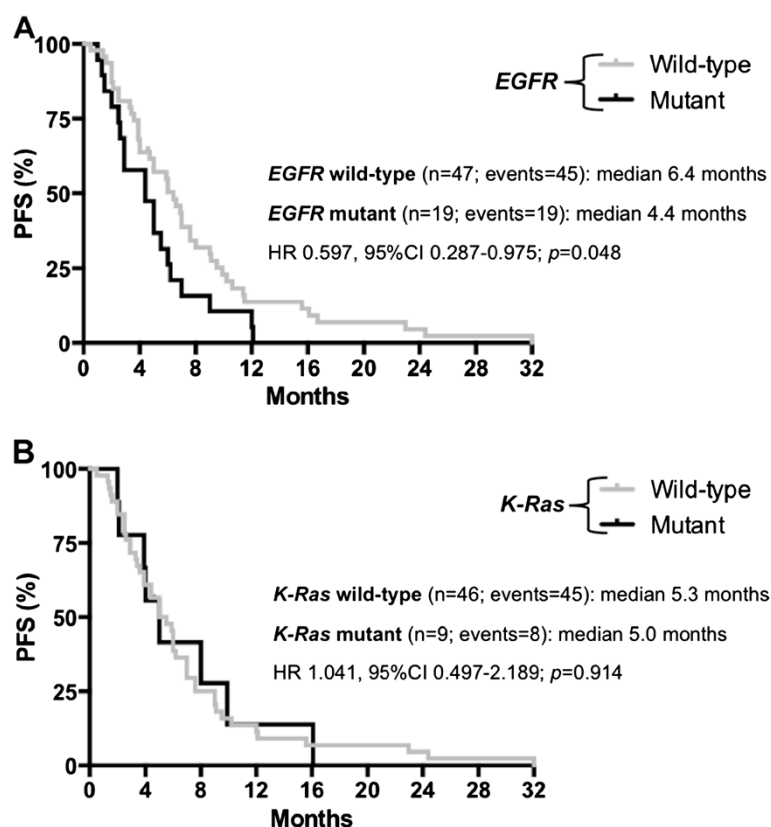 A
100
75
50
25
0
PFS (%)
0 4 8 12 16 20 24 28 32
Months
EGFR
Wild-type
Mutant
EGFR wild-type (n=47; events=45): median 6.4 months
EGFR mutant (n=19; events=19): median 4.4 months
HR 0.597, 95%CI 0.287-0.975; p=0.048
B
100
75
50
25
0
PFS (%)
0 4 8 12 16 20 24 28 32
Months
K-Ras
Wild-type
Mutant
K-Ras wild-type (n=46; events=45): median 5.3 months
K-Ras mutant (n=9; events=8): median 5.0 months
HR 1.041, 95%CI 0.497-2.189; p=0.914